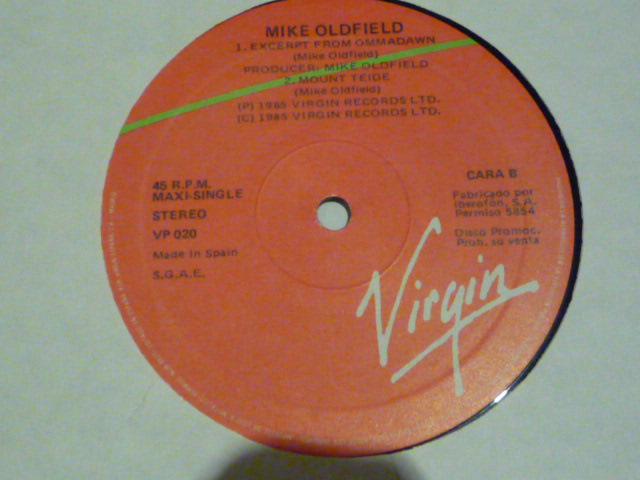 MIKE OLDFIELD
1. EXCERPT FROM OMMADAWN
(Mike Oldfield)
PRODUCER: MIKE OLDFIELD
2. MOUNT TEIDE
(Mike Oldfield)
(P) 1985 VIRGIN RECORDS LTD.
(C) 1985 VIRGIN RECORDS LTD.
45 R.P.M.
MAXI-SINGLE
STEREO
VP 020
Made in Spain
S.G.A.E.
CARA B
Fabricado por
Iberofón, S.A.
Permiso 5854
Disco Promoc.
Proh. su venta
Virgin